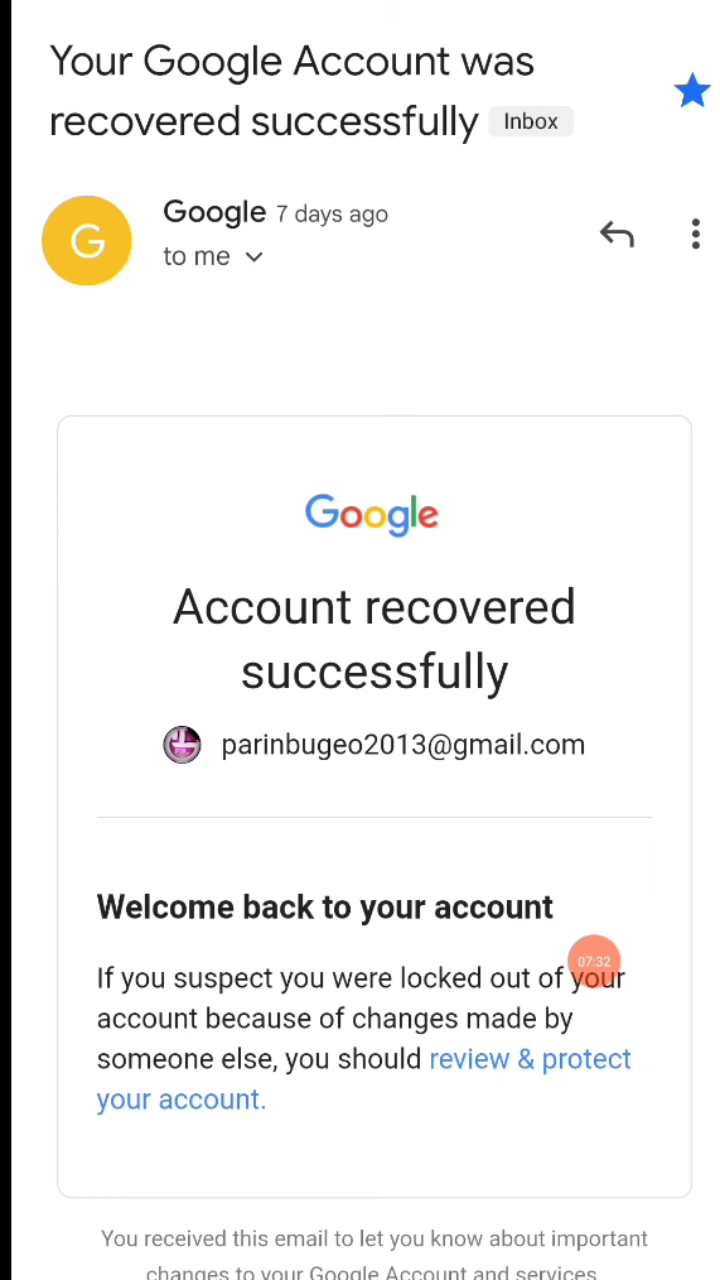 Your Google Account was
recovered successfully Inbox
G
Google 7 days ago
to me
Google
Account recovered
successfully
parinbugeo2013@gmail.com
Welcome back to your account
07:32
If you suspect you were locked out of your
account because of changes made by
someone else, you should review & protect
your account.
You received this email to let you know about important
changes to your Google Account and services